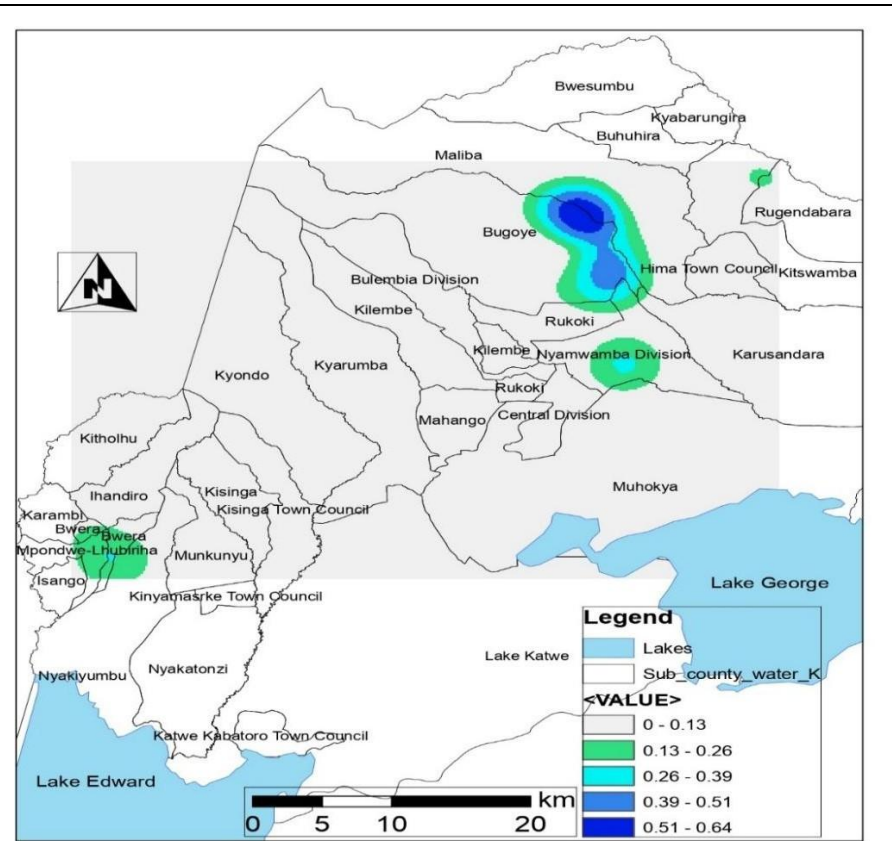 Bwesumbu
Kyabarungira
Buhuhira
Maliba
Rugendabara
Bugoye
Hima Town Council
Kitswamba
N
Bulembia Division
Kilembe
Rukoki
Kilembe
Nyamwamba Division
Karusandara
Kyarumba
Kyondo
Rukoki
Mahango
Central Division
Kitholhu
Muhokya
Ihandiro
Kisinga
Karambi
Kisinga Town Council
Bwera
Bwera
Mpondwe-Lhubiriha
Munkunyu
Isango
Lake George
Kinyamasrke Town Council
Legend
Lakes
Sub_county_water_K
<VALUE>
0 - 0.13
0.13 - 0.26
0.26 - 0.39
0.39 - 0.51
0.51 - 0.64
Lake Katwe
Nyakiyumbu
Nyakatonzi
Katwe Kabatoro Town Council
Lake Edward
km
0 5 10 20